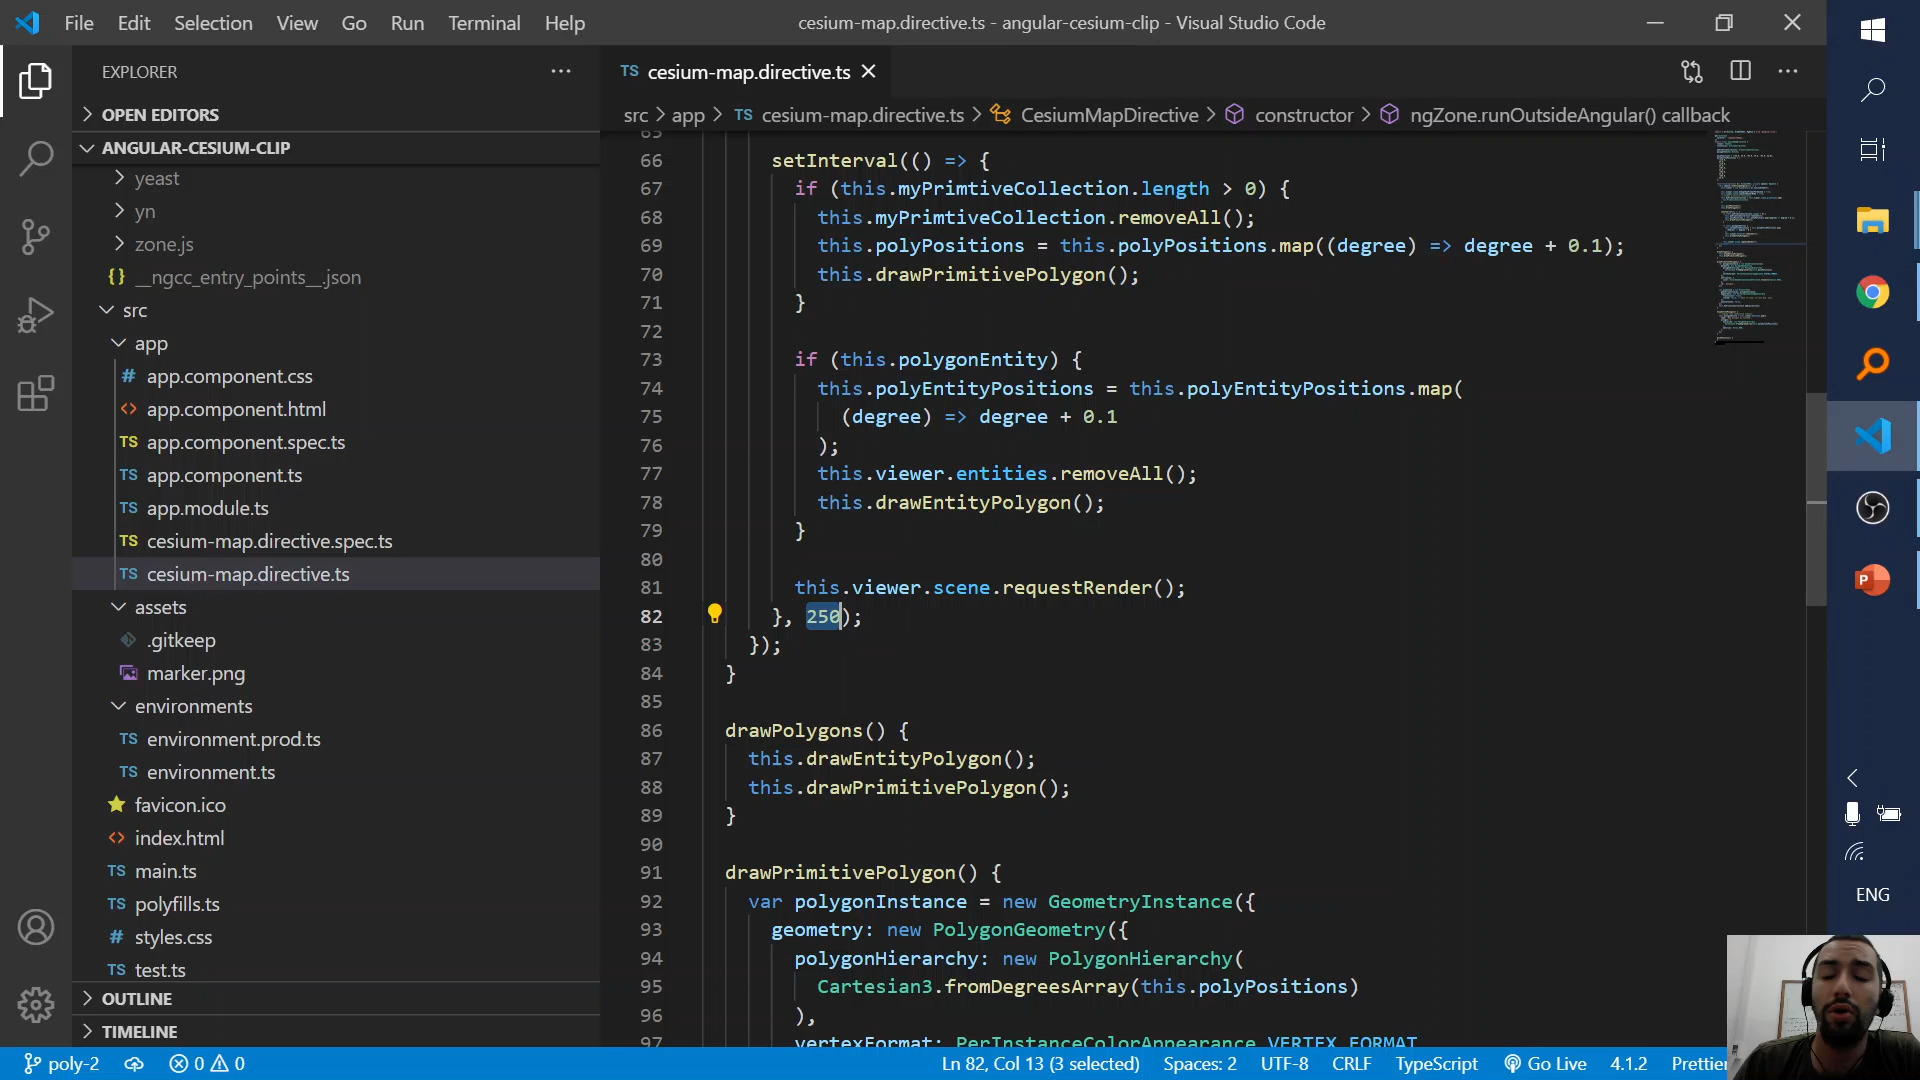 File Edit Selection View Go Run Terminal Help
cesium-map.directive.ts - angular-cesium-clip - Visual Studio Code
EXPLORER
OPEN EDITORS
ANGULAR-CESIUM-CLIP
yeast
yn
zone.js
{} __ngcc_entry_points__.json
src
app
# app.component.css
<> app.component.html
TS app.component.spec.ts
TS app.component.ts
TS app.module.ts
TS cesium-map.directive.spec.ts
TS cesium-map.directive.ts
assets
.gitkeep
marker.png
environments
TS environment.prod.ts
TS environment.ts
favicon.ico
<> index.html
TS main.ts
TS polyfills.ts
# styles.css
TS test.ts
OUTLINE
TIMELINE
TS cesium-map.directive.ts
src > app > TS cesium-map.directive.ts > CesiumMapDirective > constructor > ngZone.runOutsideAngular() callback
65
66 setInterval(() => {
67 if (this.myPrimtiveCollection.length > 0) {
68 this.myPrimtiveCollection.removeAll();
69 this.polyPositions = this.polyPositions.map((degree) => degree + 0.1);
70 this.drawPrimitivePolygon();
71 }
72
73 if (this.polygonEntity) {
74 this.polyEntityPositions = this.polyEntityPositions.map(
75 (degree) => degree + 0.1
76 );
77 this.viewer.entities.removeAll();
78 this.drawEntityPolygon();
79 }
80
81 this.viewer.scene.requestRender();
82 }, 250);
83 });
84 }
85
86 drawPolygons() {
87 this.drawEntityPolygon();
88 this.drawPrimitivePolygon();
89 }
90
91 drawPrimitivePolygon() {
92 var polygonInstance = new GeometryInstance({
93 geometry: new PolygonGeometry({
94 polygonHierarchy: new PolygonHierarchy(
95 Cartesian3.fromDegreesArray(this.polyPositions)
96 ),
97 vertexFormat: PerInstanceColorAppearance.VERTEX_FORMAT
poly-2 0 0 Ln 82, Col 13 (3 selected) Spaces: 2 UTF-8 CRLF TypeScript Go Live 4.1.2 Prettier
P
ENG